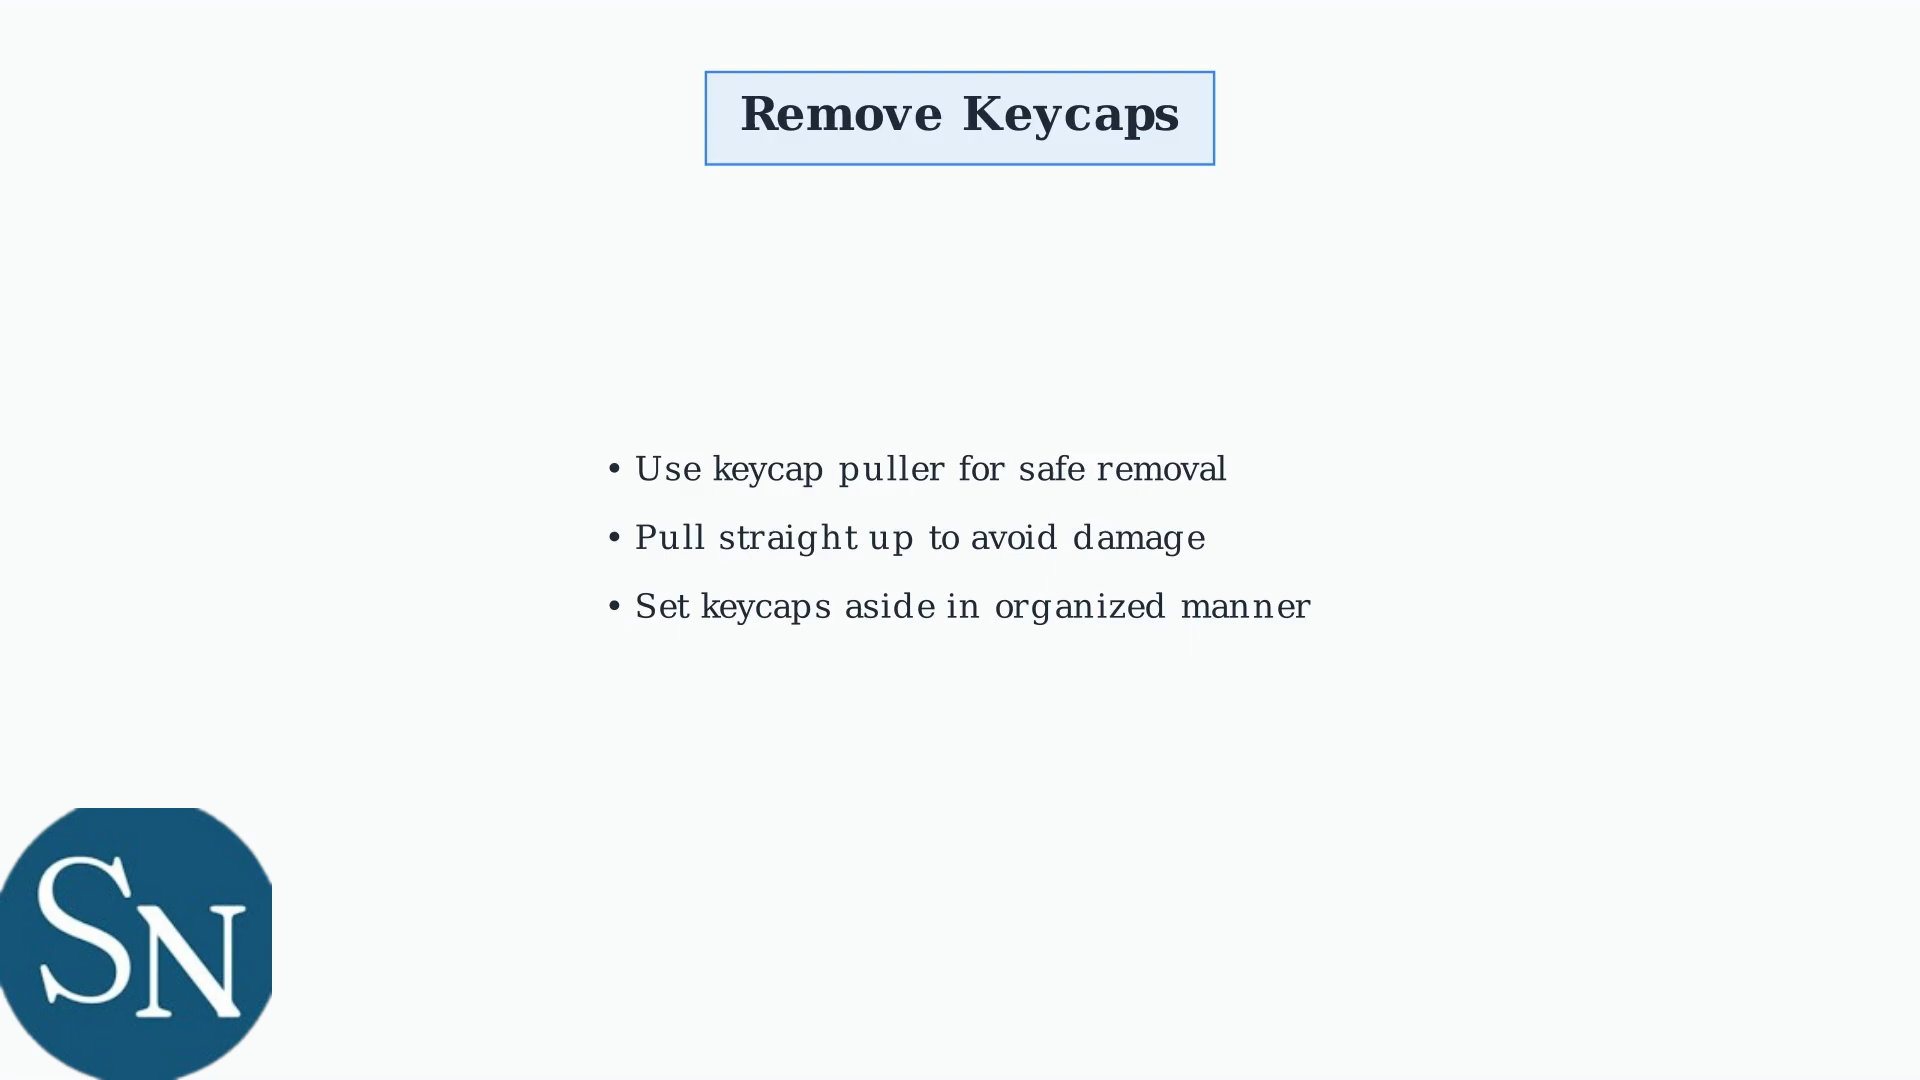 Remove Keycaps
• Use keycap puller for safe removal
• Pull straight up to avoid damage
• Set keycaps aside in organized manner
SN